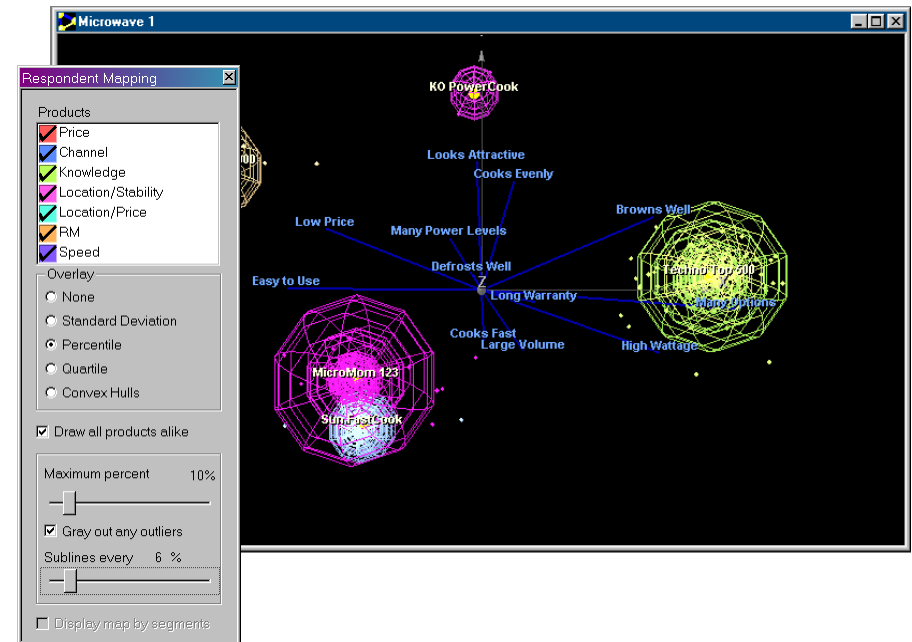 Microwave 1
Respondent Mapping
Products
Price
Channel
Knowledge
Location/Stability
Location/Price
RM
Speed
Overlay
None
Standard Deviation
Percentile
Quartile
Convex Hulls
Draw all products alike
Maximum percent 10%
Gray out any outliers
Sublines every 6 %
Display map by segments
KO PowerCook
Looks Attractive
Cooks Evenly
Low Price
Many Power Levels
Browns Well
Defrosts Well
Techno Top 500
Easy to Use
Z
Long Warranty
Many Options
Cooks Fast
Large Volume
High Wattage
MicroMom 123
Sun FastCook